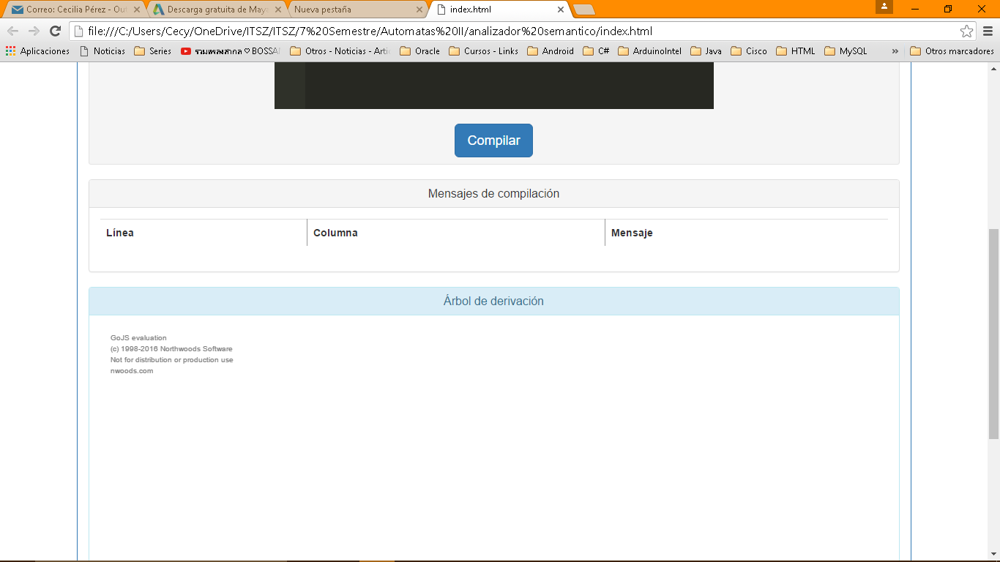 Correo: Cecilia Pérez - Out
Descarga gratuita de May
Nueva pestaña
index.html
file:///C:/Users/Cecy/OneDrive/ITSZ/ITSZ/7%20Semestre/Automatas%20II/analizador%20semantico/index.html
Aplicaciones
Noticias
Series
รวมเพลงสากล ♡ BOSSA
Otros - Noticias - Arti
Oracle
Cursos - Links
Android
C#
ArduinoIntel
Java
Cisco
HTML
MySQL
»
Otros marcadores
Compilar
Mensajes de compilación
Línea
Columna
Mensaje
Árbol de derivación
GoJS evaluation
(c) 1998-2016 Northwoods Software
Not for distribution or production use
nwoods.com